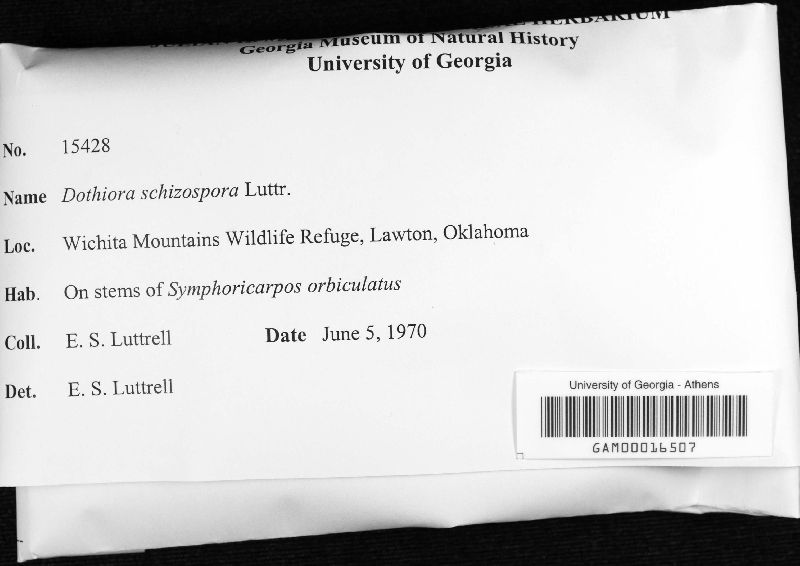 HERBARIUM
Georgia Museum of Natural History
University of Georgia
No. 15428
Name Dothiora schizospora Luttr.
Loc. Wichita Mountains Wildlife Refuge, Lawton, Oklahoma
Hab. On stems of Symphoricarpos orbiculatus
Coll. E. S. Luttrell Date June 5, 1970
Det. E. S. Luttrell
University of Georgia - Athens
GAM00016507